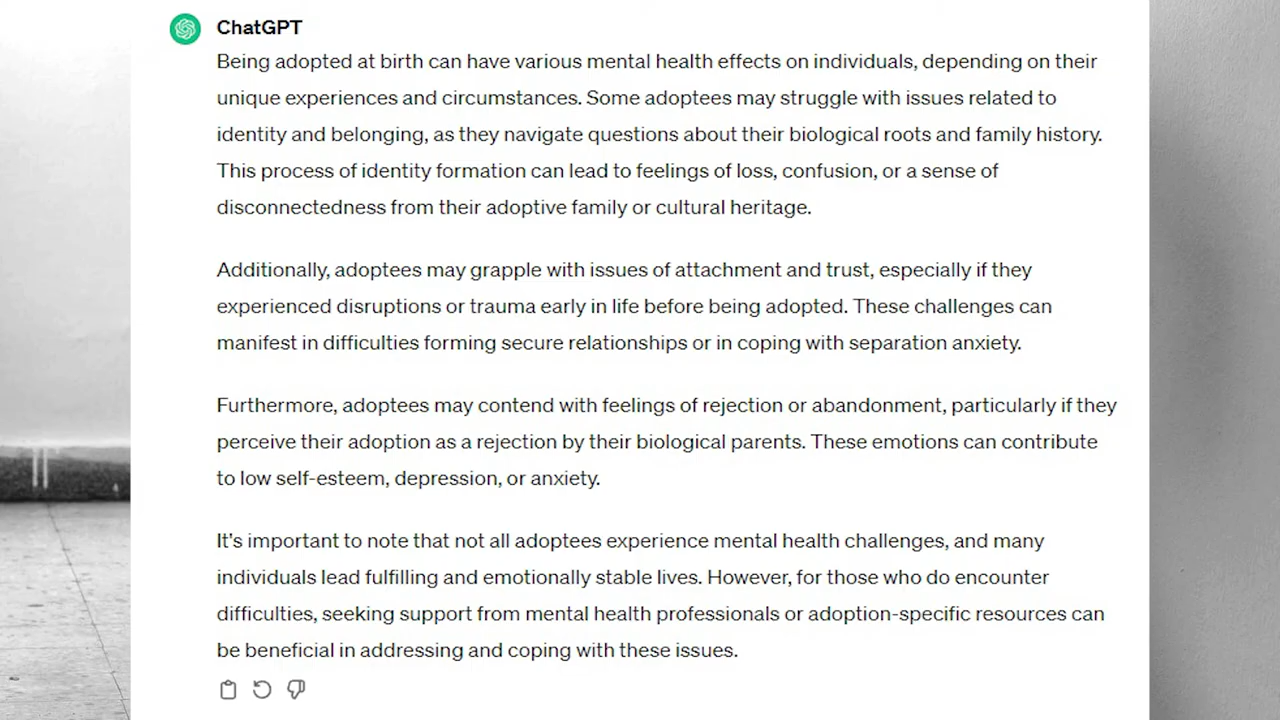 ChatGPT
Being adopted at birth can have various mental health effects on individuals, depending on their
unique experiences and circumstances. Some adoptees may struggle with issues related to
identity and belonging, as they navigate questions about their biological roots and family history.
This process of identity formation can lead to feelings of loss, confusion, or a sense of
disconnectedness from their adoptive family or cultural heritage.
Additionally, adoptees may grapple with issues of attachment and trust, especially if they
experienced disruptions or trauma early in life before being adopted. These challenges can
manifest in difficulties forming secure relationships or in coping with separation anxiety.
Furthermore, adoptees may contend with feelings of rejection or abandonment, particularly if they
perceive their adoption as a rejection by their biological parents. These emotions can contribute
to low self-esteem, depression, or anxiety.
It's important to note that not all adoptees experience mental health challenges, and many
individuals lead fulfilling and emotionally stable lives. However, for those who do encounter
difficulties, seeking support from mental health professionals or adoption-specific resources can
be beneficial in addressing and coping with these issues.